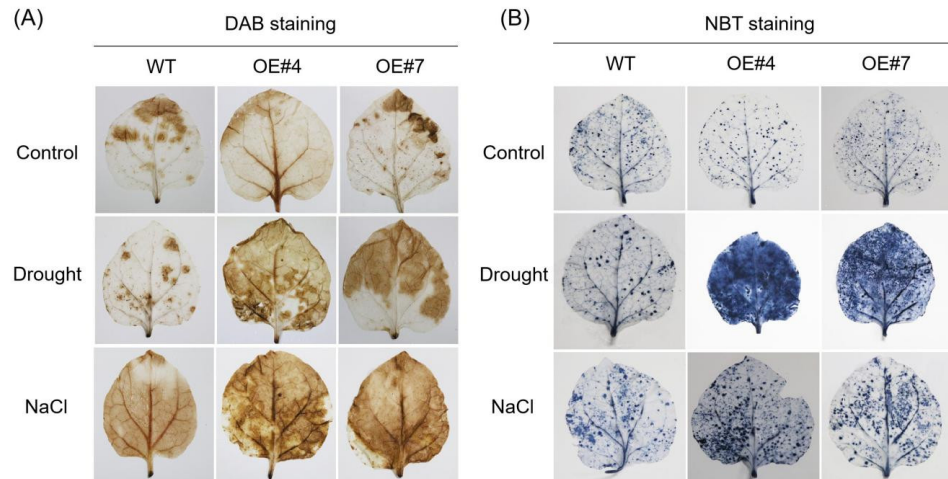 (A)
DAB staining
WT OE#4 OE#7
Control
Drought
NaCl
(B)
NBT staining
WT OE#4 OE#7
Control
Drought
NaCl